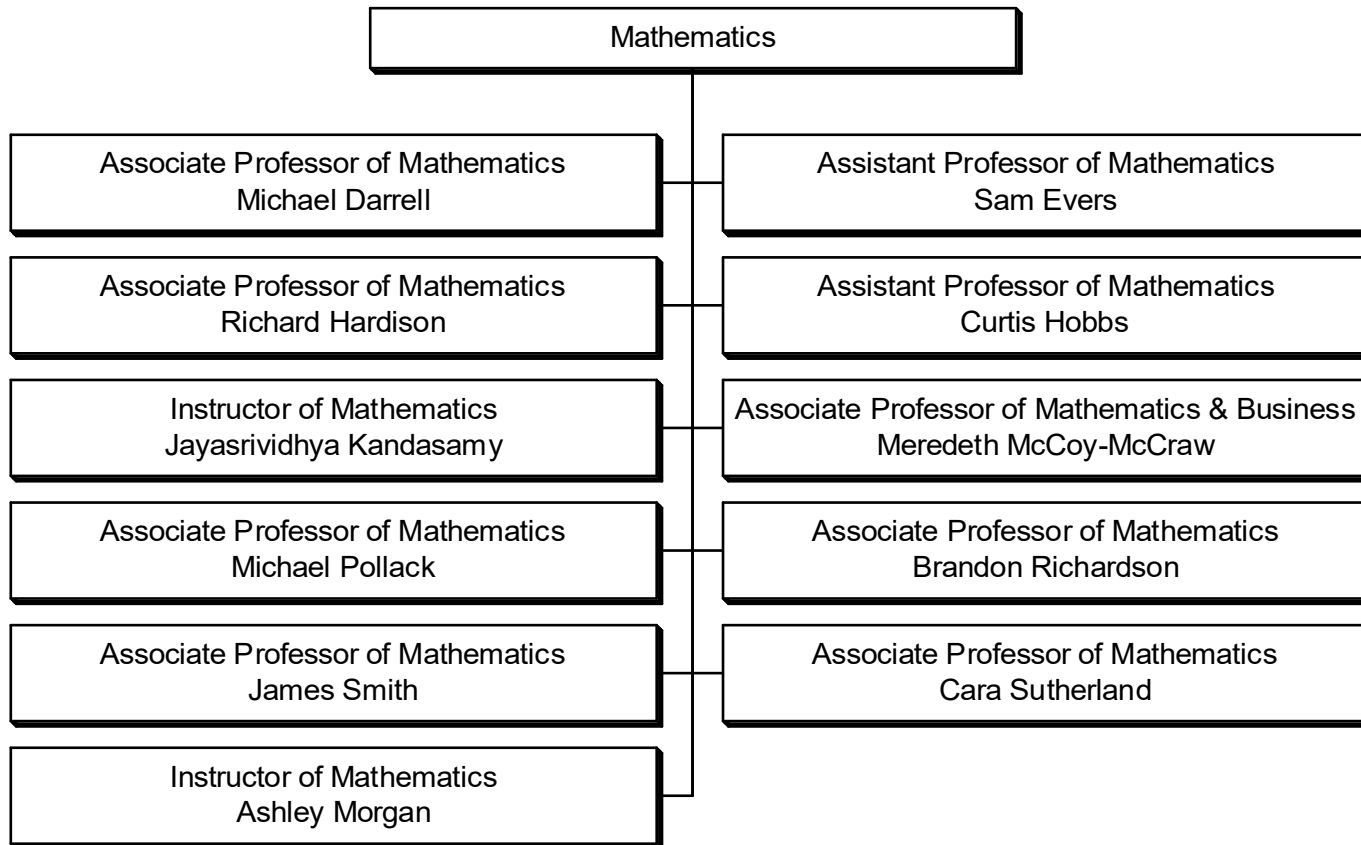 Mathematics
Associate Professor of Mathematics
Michael Darrell
Assistant Professor of Mathematics
Sam Evers
Associate Professor of Mathematics
Richard Hardison
Assistant Professor of Mathematics
Curtis Hobbs
Instructor of Mathematics
Jayasrividhya Kandasamy
Associate Professor of Mathematics & Business
Meredeth McCoy-McCraw
Associate Professor of Mathematics
Michael Pollack
Associate Professor of Mathematics
Brandon Richardson
Associate Professor of Mathematics
James Smith
Associate Professor of Mathematics
Cara Sutherland
Instructor of Mathematics
Ashley Morgan